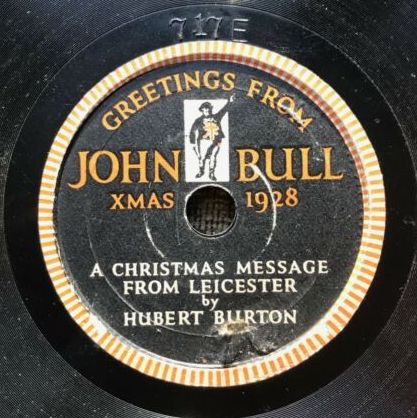 717E
GREETINGS FROM
JOHN BULL
XMAS 1928
A CHRISTMAS MESSAGE
FROM LEICESTER
by
HUBERT BURTON